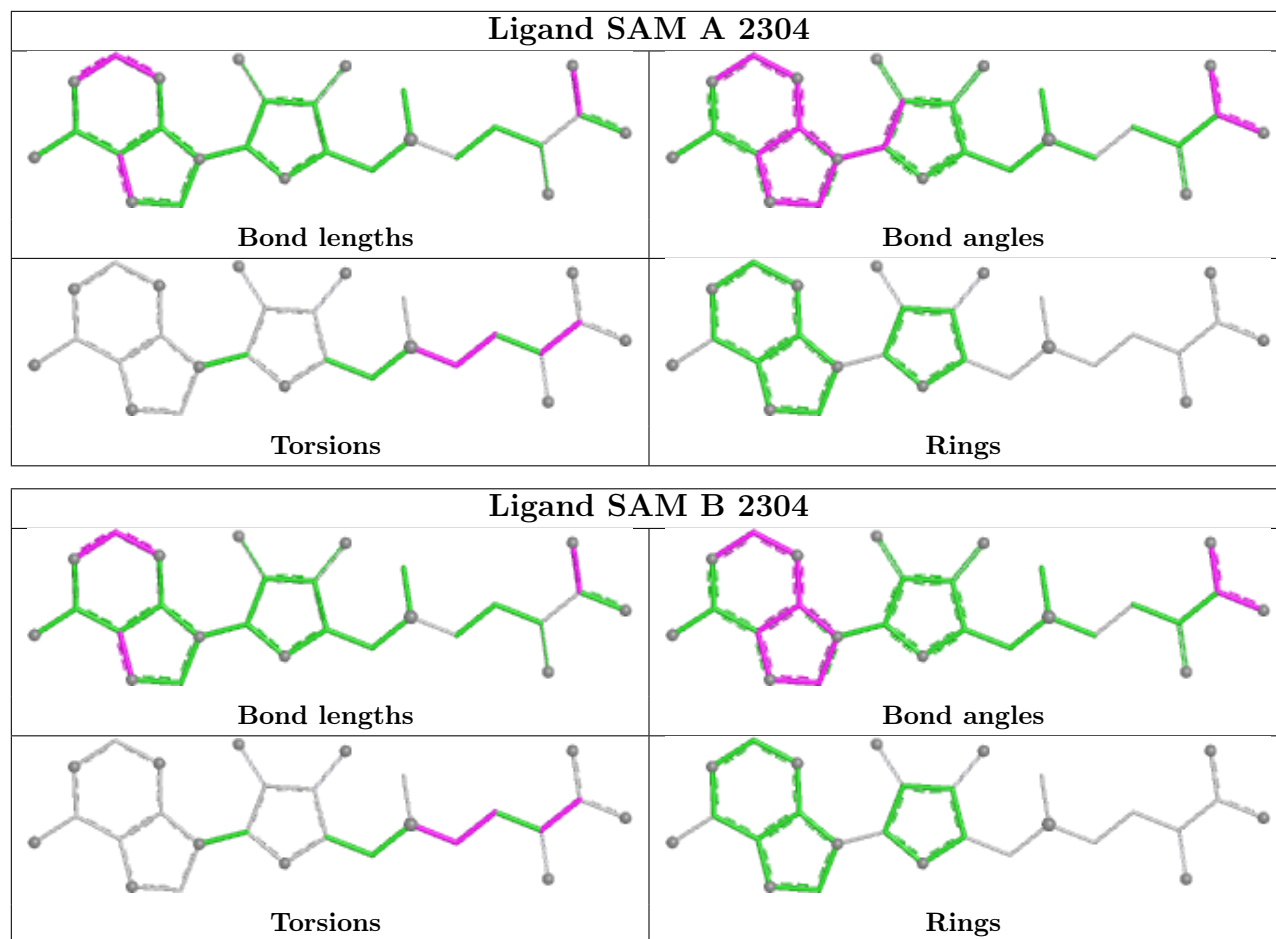 Ligand SAM A 2304
Bond lengths
Bond angles
Torsions
Rings
Ligand SAM B 2304
Bond lengths
Bond angles
Torsions
Rings